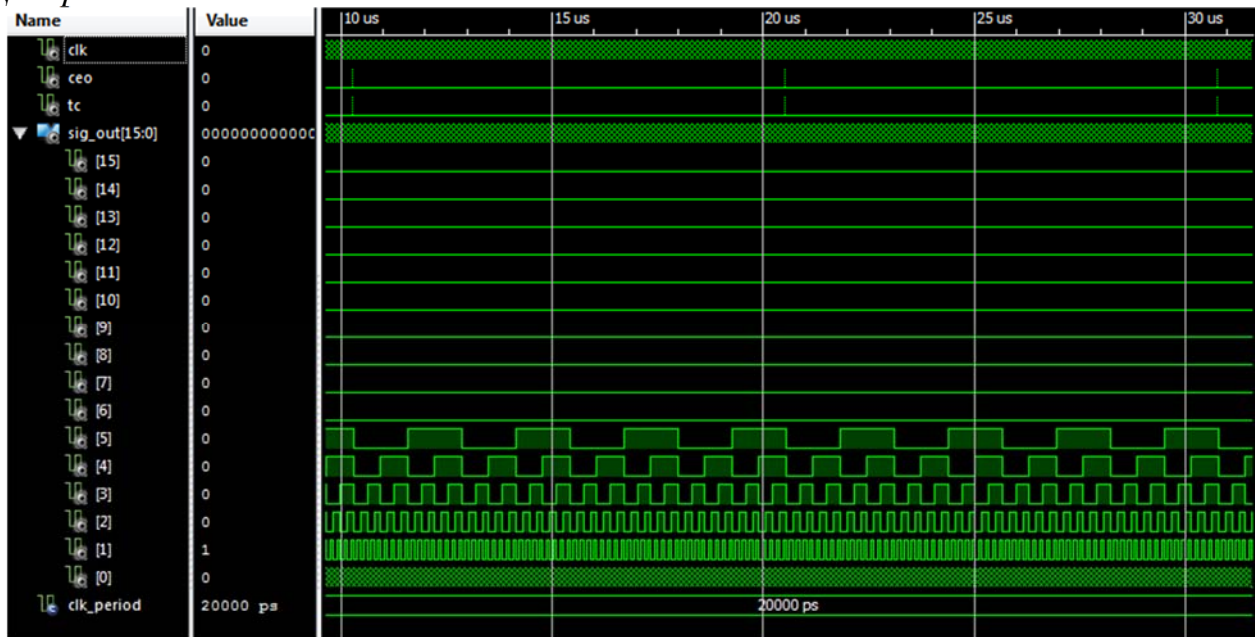 Name Value 10 us 15 us 20 us 25 us 30 us
clk 0
ceo 0
tc 0
sig_out[15:0] 000000000000
[15] 0
[14] 0
[13] 0
[12] 0
[11] 0
[10] 0
[9] 0
[8] 0
[7] 0
[6] 0
[5] 0
[4] 0
[3] 0
[2] 0
[1] 1
[0] 0
clk_period 20000 ps 20000 ps